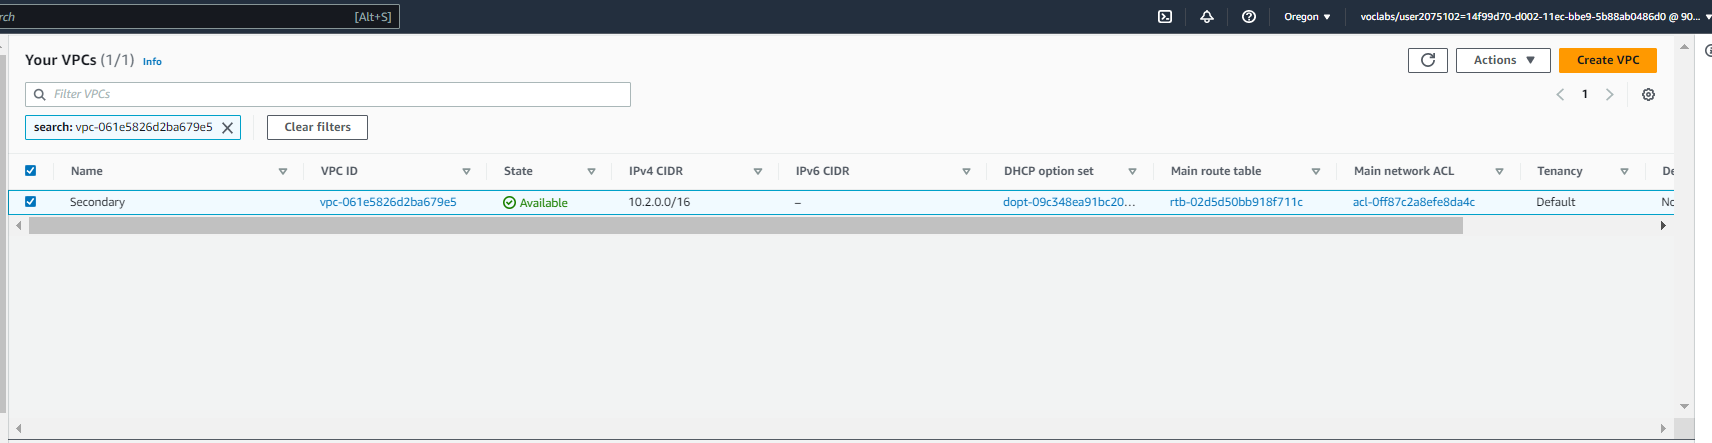 rch [Alt+S] Oregon ▼ voclabs/user2075102=14f99d70-d002-11ec-bbe9-5b88ab0486d0 @ 90... ▼
Your VPCs (1/1) Info Actions ▼ Create VPC
Filter VPCs 1
search: vpc-061e5826d2ba679e5 Clear filters
Name VPC ID State IPv4 CIDR IPv6 CIDR DHCP option set Main route table Main network ACL Tenancy De
Secondary vpc-061e5826d2ba679e5 Available 10.2.0.0/16 – dopt-09c348ea91bc20... rtb-02d5d50bb918f711c acl-0ff87c2a8efe8da4c Default No